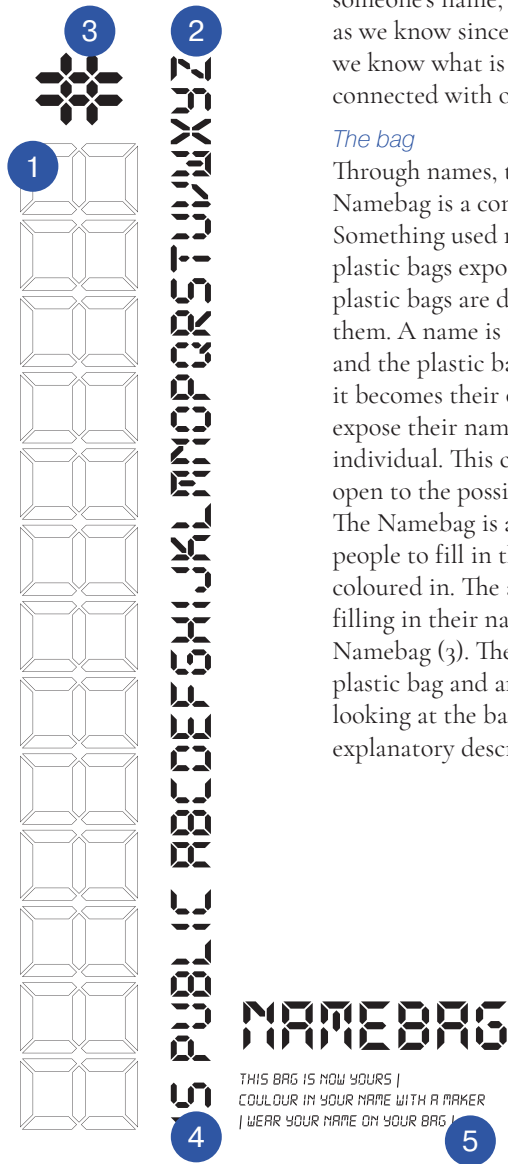 3
2
#
1
S PUBLIC ABCDEFGHIJKLMNOPQRSTUVWXYZ
4
someone's name,
as we know since
we know what is
connected with o
The bag
Through names, t
Namebag is a con
Something used r
plastic bags expo
plastic bags are d
them. A name is
and the plastic ba
it becomes their o
expose their nam
individual. This c
open to the possi
The Namebag is a
people to fill in th
coloured in. The a
filling in their na
Namebag (3). The
plastic bag and ar
looking at the ba
explanatory descr
NAMEBAG
THIS BAG IS NOW YOURS |
COULOUR IN YOUR NAME WITH A MAKER
| WEAR YOUR NAME ON YOUR BAG |
5